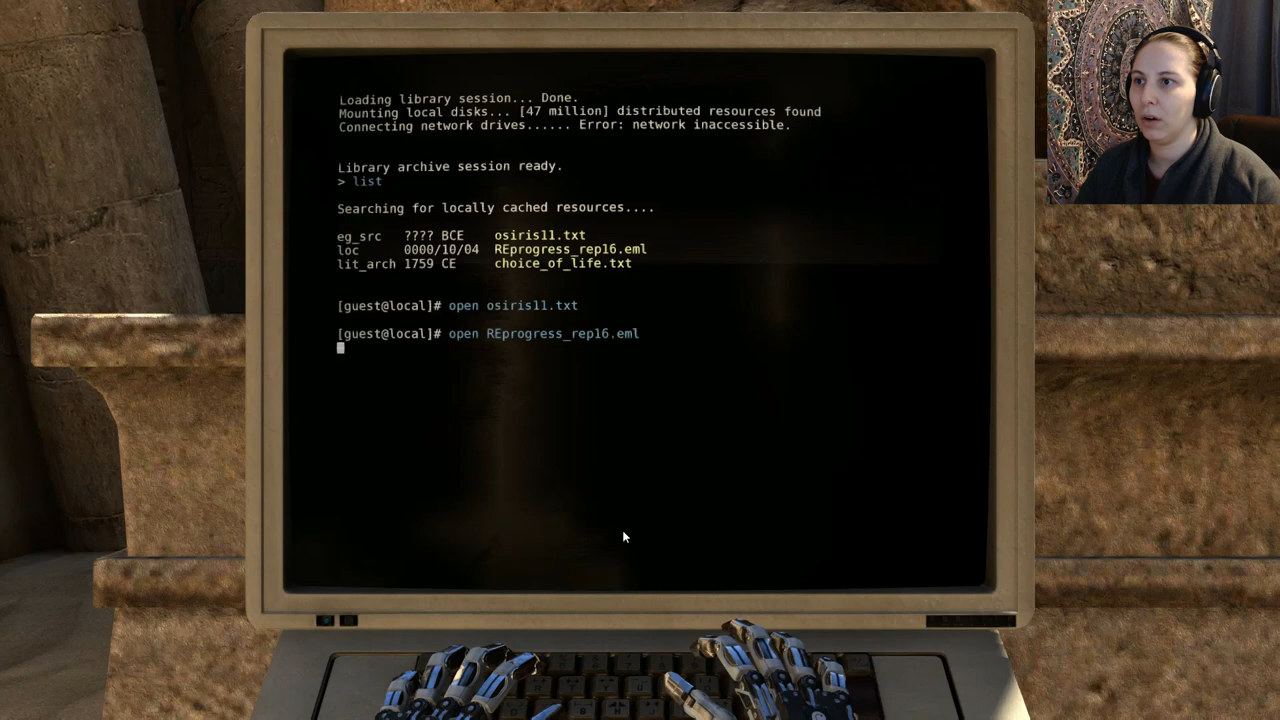 Loading library session... Done.
Mounting local disks... [47 million] distributed resources found
Connecting network drives...... Error: network inaccessible.
Library archive session ready.
> list
Searching for locally cached resources....
eg_src ???? BCE osiris11.txt
loc 0000/10/04 REprogress_rep16.eml
lit_arch 1759 CE choice_of_life.txt
[guest@local]# open osiris11.txt
[guest@local]# open REprogress_rep16.eml